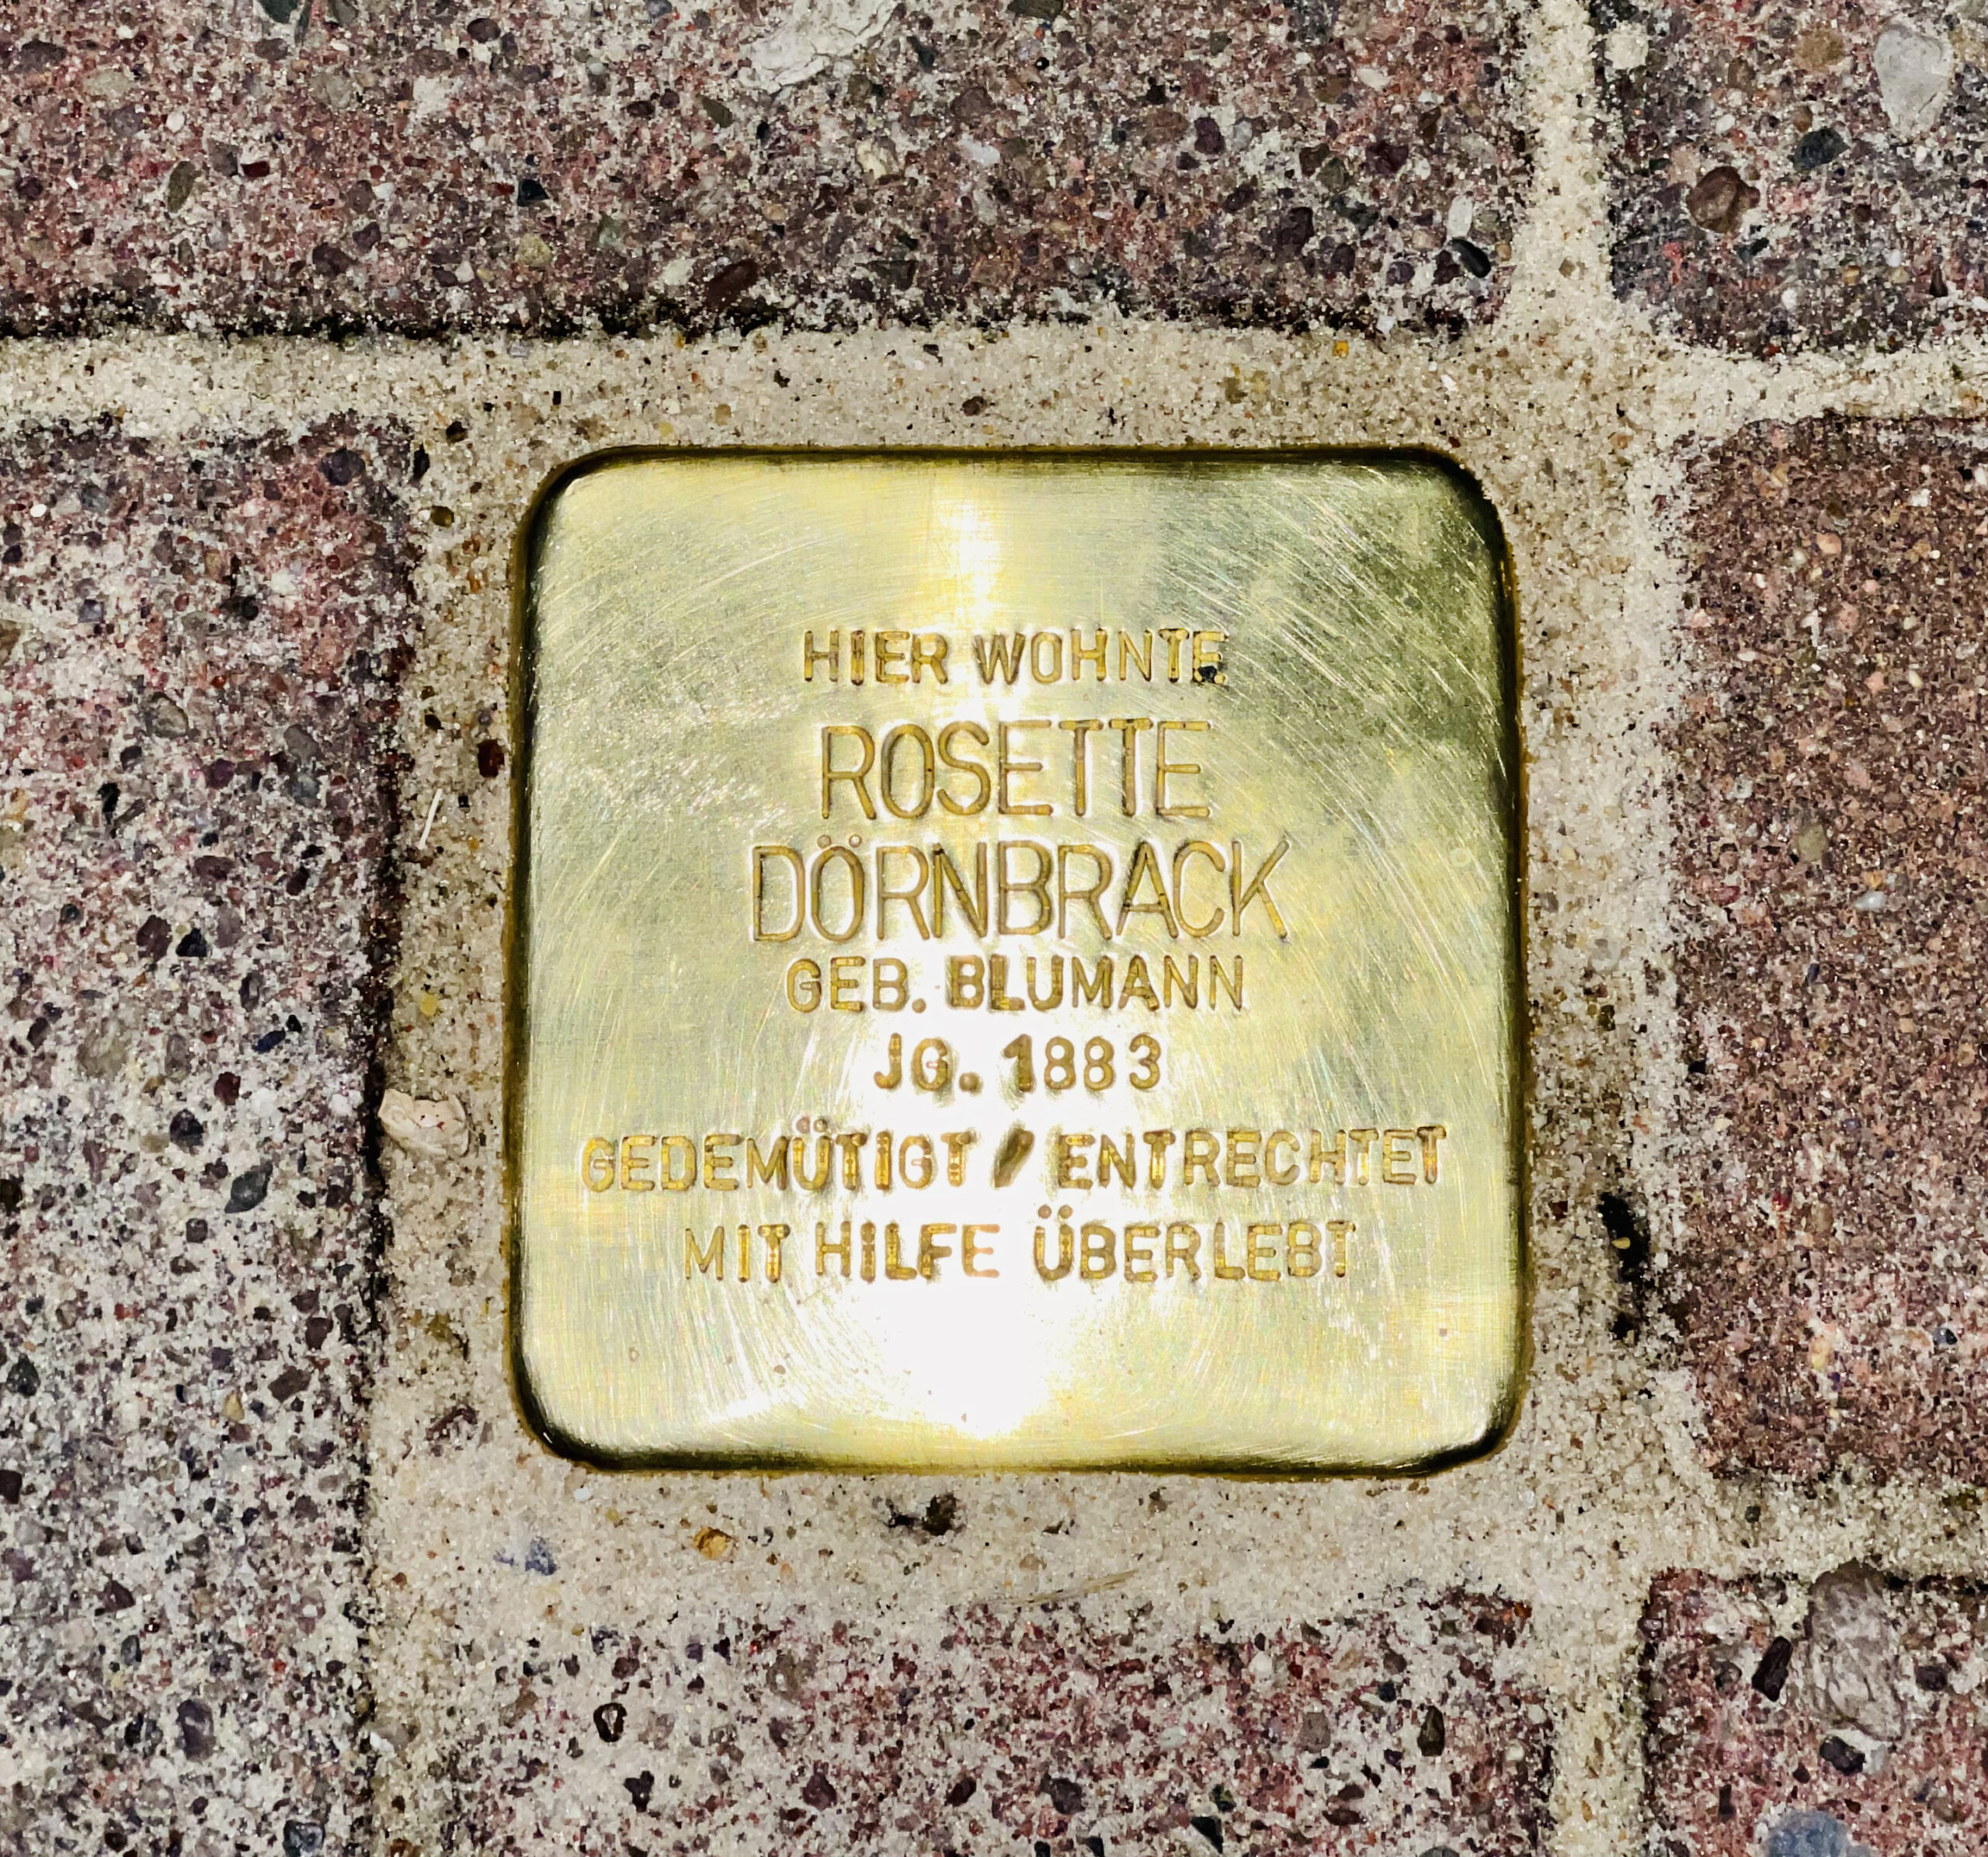 HIER WOHNTE
ROSETTE
DÖRNBRACK
GEB. BLUMANN
JG. 1883
GEDEMÜTIGT / ENTRECHTET
MIT HILFE ÜBERLEBT